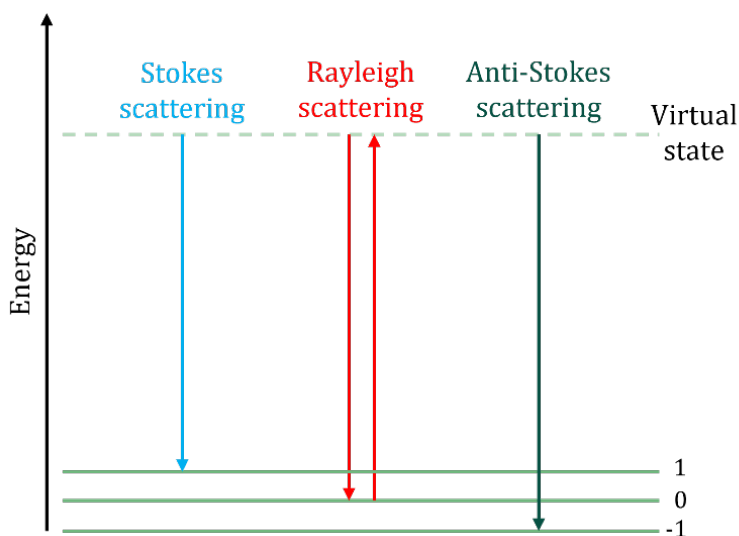 Stokes
scattering
Rayleigh
scattering
Anti-Stokes
scattering
Virtual
state
Energy
1
0
-1